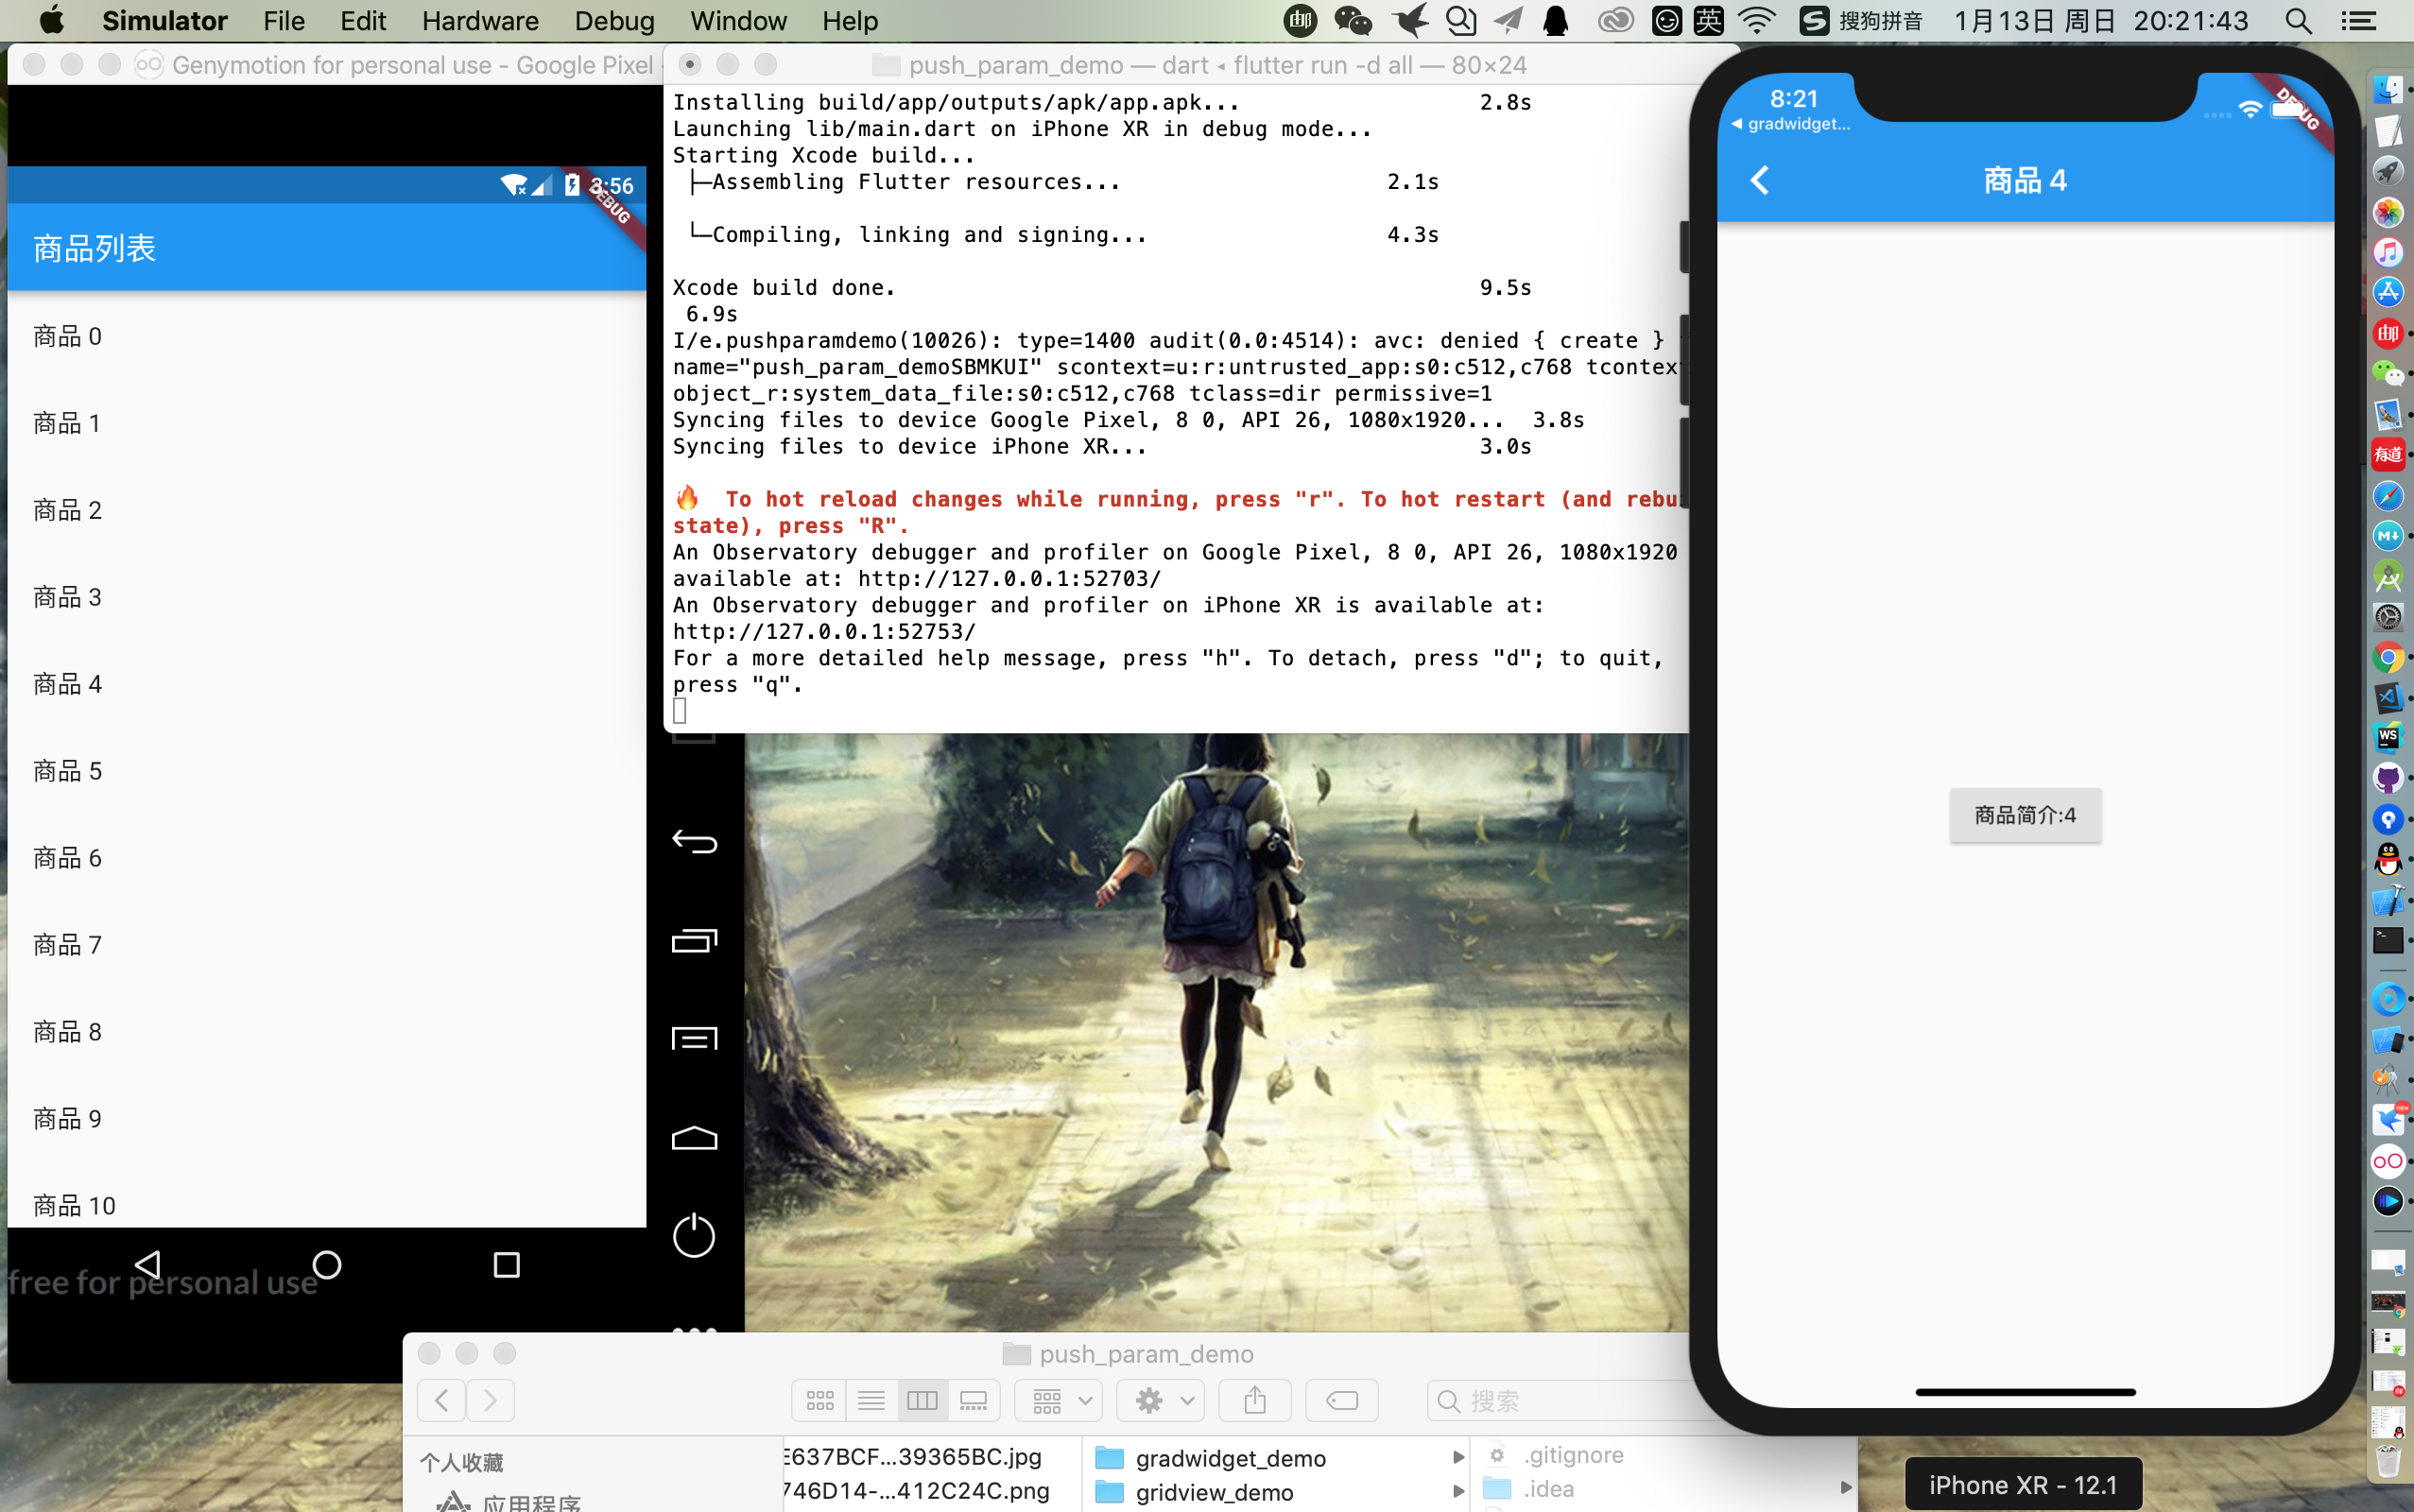 Simulator File Edit Hardware Debug Window Help
英 搜狗拼音 1月13日 周日 20:21:43
Genymotion for personal use - Google Pixel -
3:56
DEBUG
商品列表
商品 0
商品 1
商品 2
商品 3
商品 4
商品 5
商品 6
商品 7
商品 8
商品 9
商品 10
free for personal use
push_param_demo — dart ◂ flutter run -d all — 80×24
Installing build/app/outputs/apk/app.apk... 2.8s
Launching lib/main.dart on iPhone XR in debug mode...
Starting Xcode build...
├─Assembling Flutter resources... 2.1s
└─Compiling, linking and signing... 4.3s
Xcode build done. 9.5s
6.9s
I/e.pushparamdemo(10026): type=1400 audit(0.0:4514): avc: denied { create }
name="push_param_demoSBMKUI" scontext=u:r:untrusted_app:s0:c512,c768 tcontex
object_r:system_data_file:s0:c512,c768 tclass=dir permissive=1
Syncing files to device Google Pixel, 8 0, API 26, 1080x1920... 3.8s
Syncing files to device iPhone XR... 3.0s
🔥 To hot reload changes while running, press "r". To hot restart (and rebu
state), press "R".
An Observatory debugger and profiler on Google Pixel, 8 0, API 26, 1080x1920
available at: http://127.0.0.1:52703/
An Observatory debugger and profiler on iPhone XR is available at:
http://127.0.0.1:52753/
For a more detailed help message, press "h". To detach, press "d"; to quit,
press "q".
8:21
gradwidget...
DEBUG
商品 4
商品简介:4
iPhone XR - 12.1
push_param_demo
搜索
个人收藏
应用程序
E637BCF...39365BC.jpg
746D14-...412C24C.png
gradwidget_demo
gridview_demo
.gitignore
.idea
有道
WS